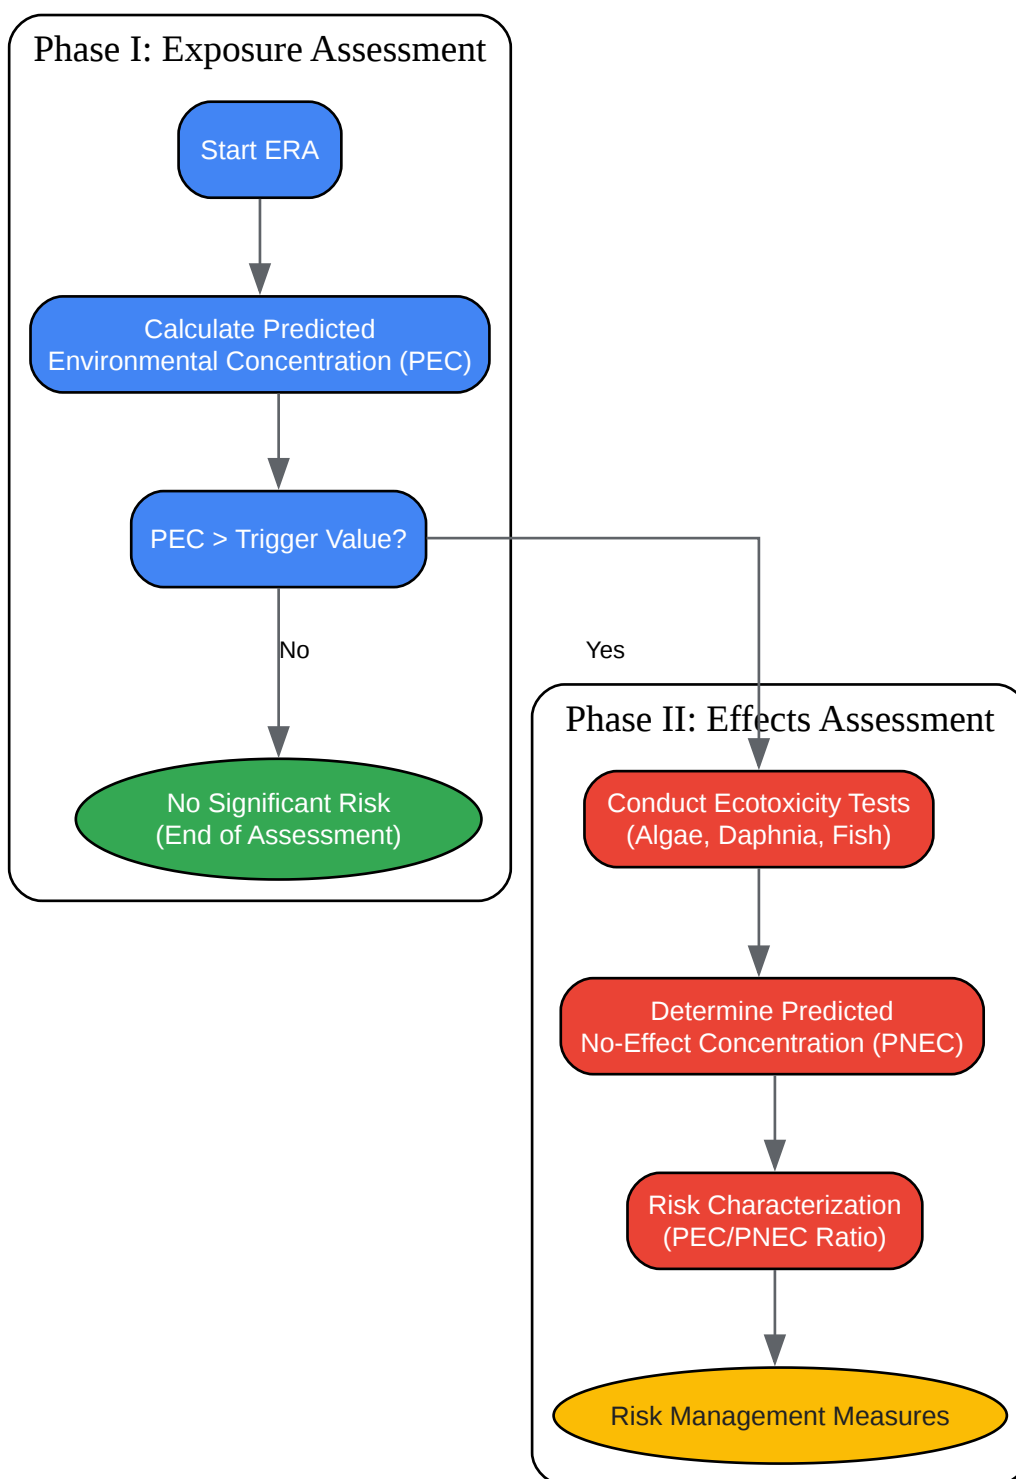 Phase I: Exposure Assessment
Start ERA
Calculate Predicted
Environmental Concentration (PEC)
PEC > Trigger Value?
No
Yes
No Significant Risk
(End of Assessment)
Phase II: Effects Assessment
Conduct Ecotoxicity Tests
(Algae, Daphnia, Fish)
Determine Predicted
No-Effect Concentration (PNEC)
Risk Characterization
(PEC/PNEC Ratio)
Risk Management Measures